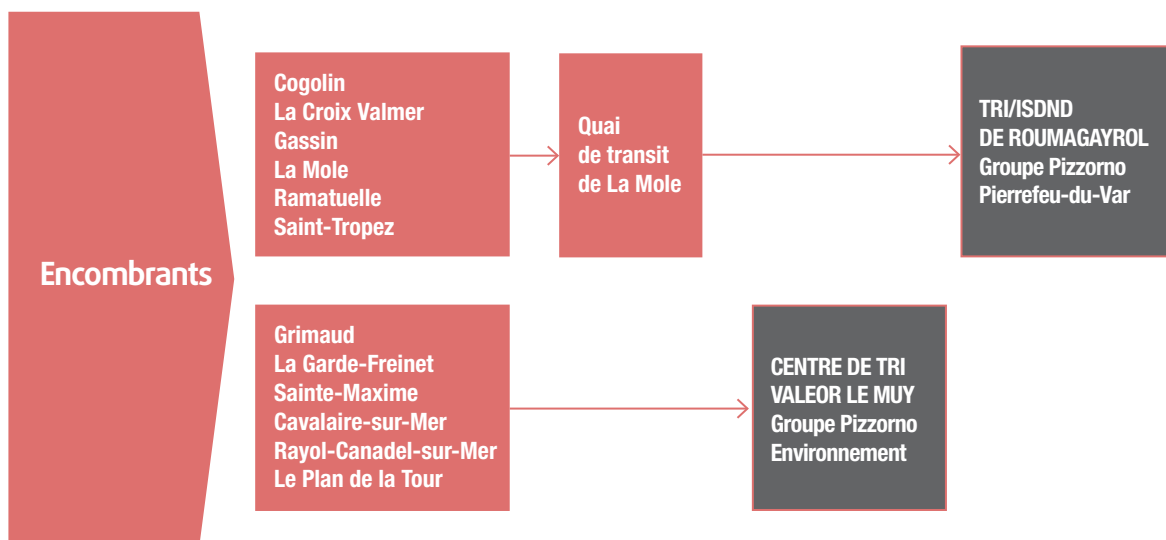 Encombrants
Cogolin
La Croix Valmer
Gassin
La Mole
Ramatuelle
Saint-Tropez
Quai
de transit
de La Mole
TRI/ISDND
DE ROUMAGAYROL
Groupe Pizzorno
Pierrefeu-du-Var
Grimaud
La Garde-Freinet
Sainte-Maxime
Cavalaire-sur-Mer
Rayol-Canadel-sur-Mer
Le Plan de la Tour
CENTRE DE TRI
VALEOR LE MUY
Groupe Pizzorno
Environnement